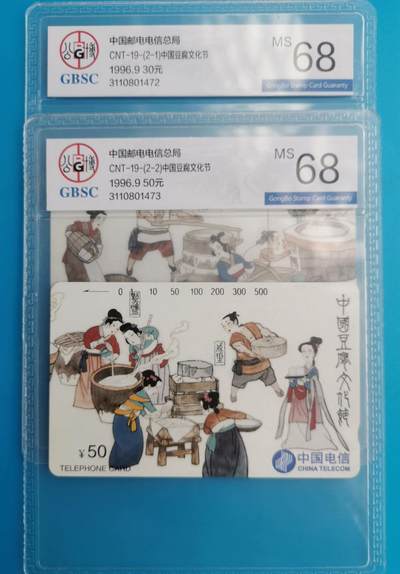 中国邮电电信总局
CNT-19-(2-1)中国豆腐文化节
1996.9 30元
3110801472
GBSC
MS 68
GongBo Stamp-Card Guaranty
中国邮电电信总局
CNT-19-(2-2)中国豆腐文化节
1996.9 50元
3110801473
GBSC
MS 68
GongBo Stamp-Card Guaranty
0 10 50 100 200 300 500
中國豆腐文化節
¥50
TELEPHONE CARD
中国电信
CHINA TELECOM